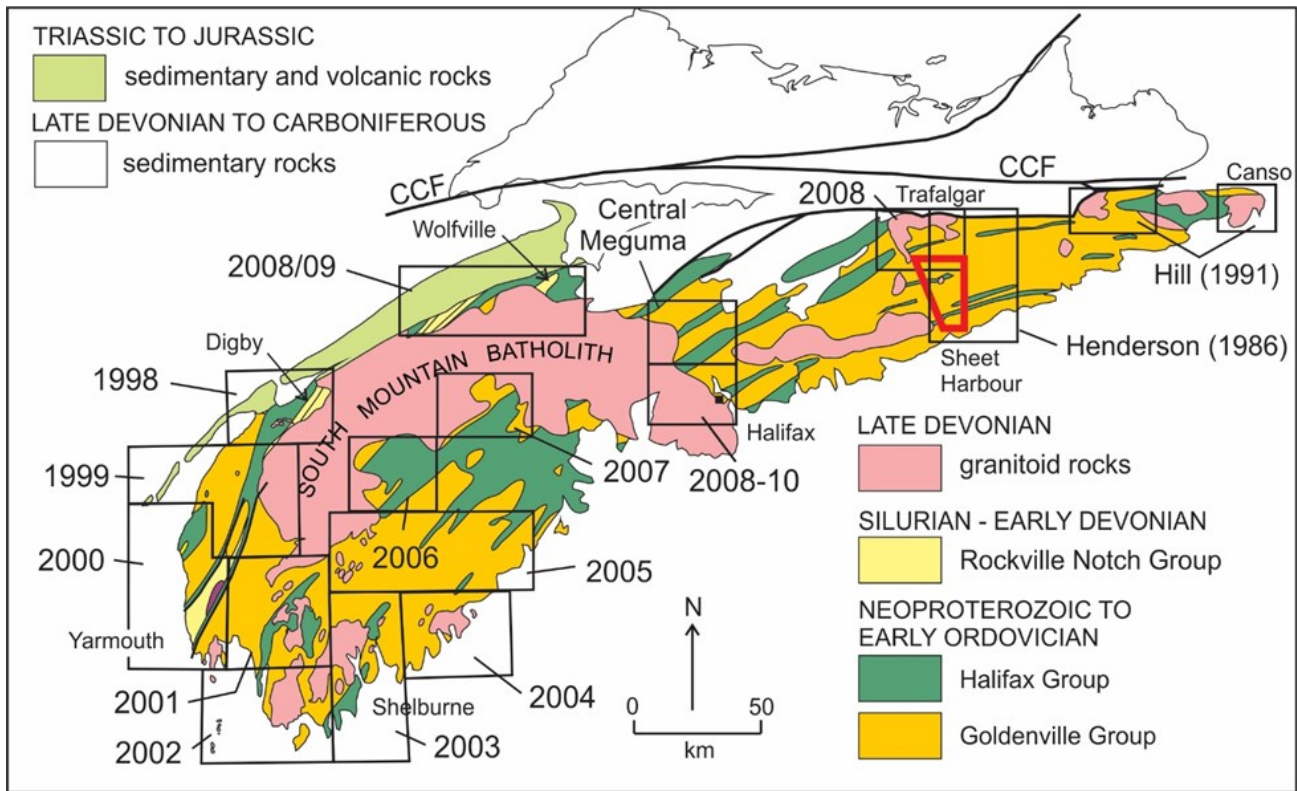 TRIASSIC TO JURASSIC
sedimentary and volcanic rocks
LATE DEVONIAN TO CARBONIFEROUS
sedimentary rocks
CCF
CCF
Canso
2008
Trafalgar
Central
Meguma
Wolfville
2008/09
Hill (1991)
Digby
1998
SOUTH MOUNTAIN BATHOLITH
Henderson (1986)
Sheet
Harbour
Halifax
1999
2007
2008-10
LATE DEVONIAN
granitoid rocks
2000
2006
2005
SILURIAN - EARLY DEVONIAN
Rockville Notch Group
N
NEOPROTEROZOIC TO
EARLY ORDOVICIAN
Halifax Group
Goldenville Group
Yarmouth
2001
2002
Shelburne
2003
2004
0 50
km